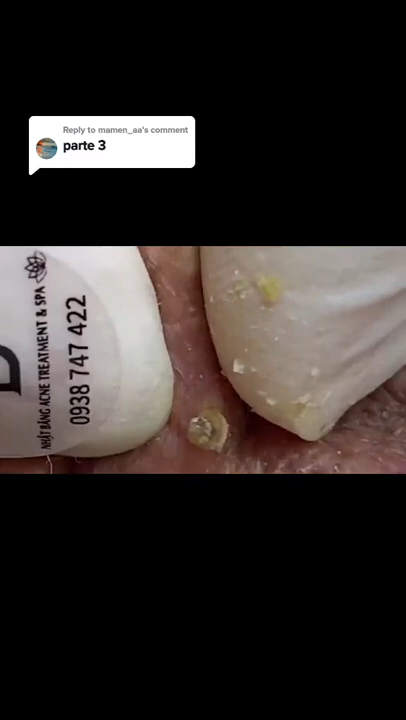 Reply to mamen_aa's comment
parte 3
NHẬT BĂNG ACNE TREATMENT & SPA
0938 747 422